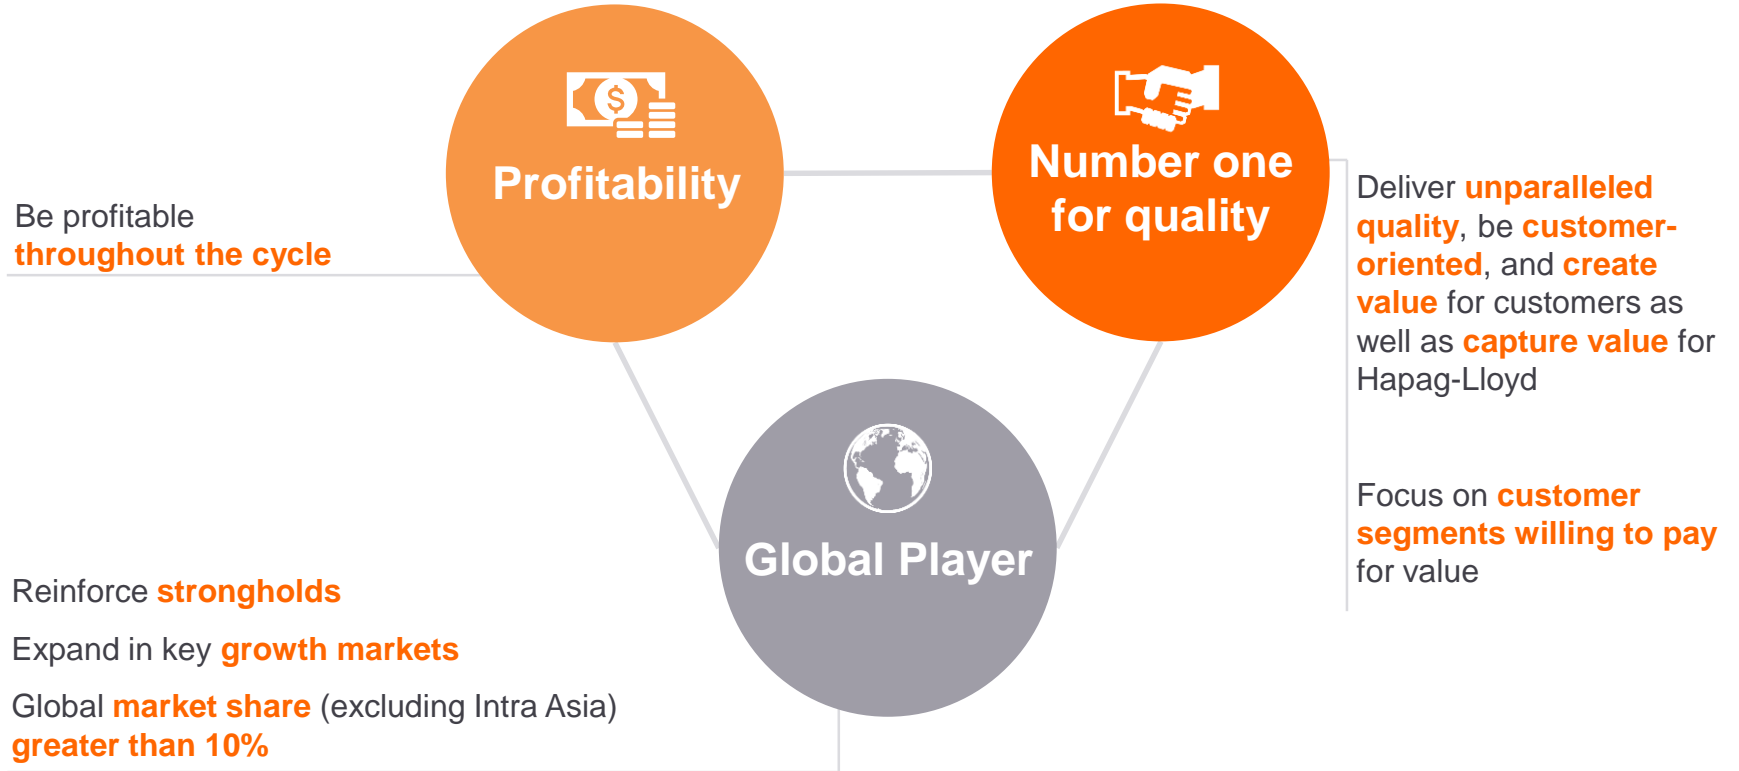 Profitability
Be profitable
throughout the cycle
Number one
for quality
Deliver unparalleled
quality, be customer-
oriented, and create
value for customers as
well as capture value for
Hapag-Lloyd
Focus on customer
segments willing to pay
for value
Global Player
Reinforce strongholds
Expand in key growth markets
Global market share (excluding Intra Asia)
greater than 10%